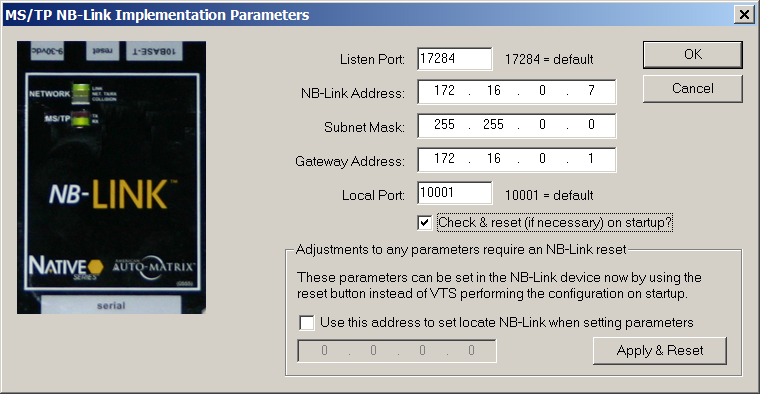 MS/TP NB-Link Implementation Parameters
9-30vdc
reset
10BASE-T
NETWORK
LINK
NET. TX/RX
COLLISION
MS/TP
TX
RX
NB-LINK™
NATIVE
SERIES
AMERICAN
AUTO-MATRIX™
serial
Listen Port:
17284
17284 = default
OK
NB-Link Address:
172 . 16 . 0 . 7
Cancel
Subnet Mask:
255 . 255 . 0 . 0
Gateway Address:
172 . 16 . 0 . 1
Local Port:
10001
10001 = default
Check & reset (if necessary) on startup?
Adjustments to any parameters require an NB-Link reset
These parameters can be set in the NB-Link device now by using the
reset button instead of VTS performing the configuration on startup.
Use this address to set locate NB-Link when setting parameters
0 . 0 . 0 . 0
Apply & Reset